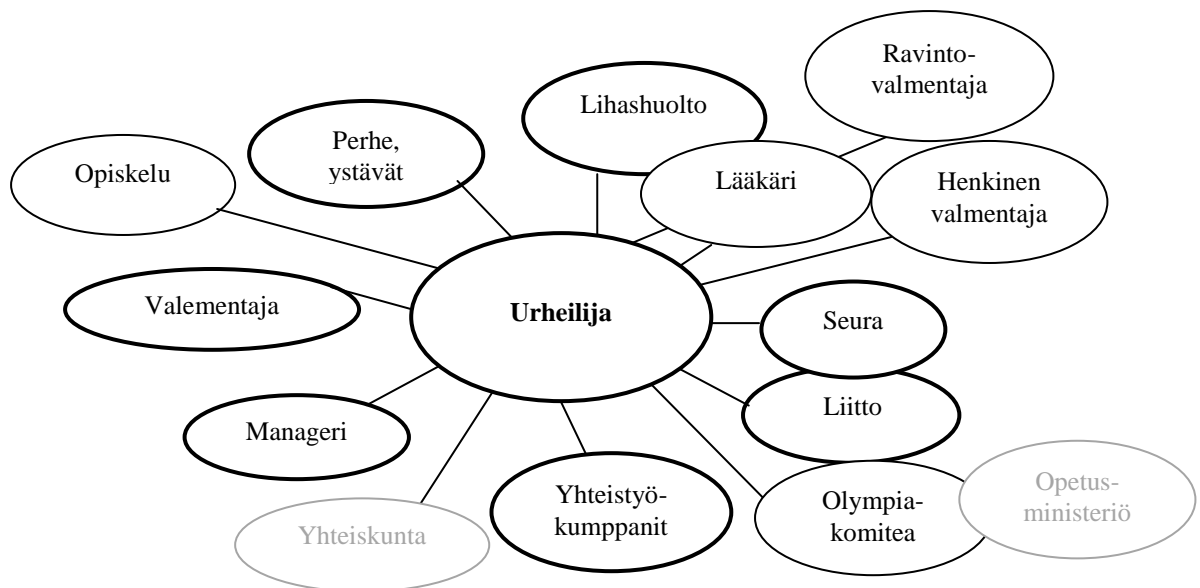 Ravinto-
valmentaja
Lihashuolto
Perhe,
ystävät
Opiskelu
Lääkäri
Henkinen
valmentaja
Valementaja
Urheilija
Seura
Liitto
Manageri
Yhteistyö-
kumppanit
Olympia-
komitea
Opetus-
ministeriö
Yhteiskunta